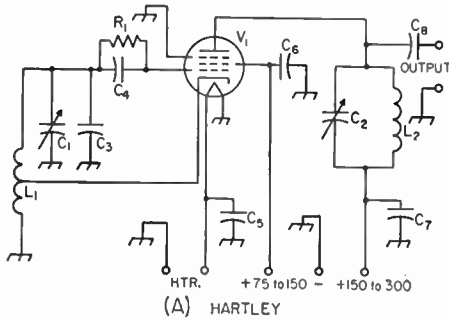 R1
V1
C4
C6
C8
OUTPUT
C1
C3
C2
L2
L1
C5
C7
HTR.
+75 to 150
-
+150 to 300
(A) HARTLEY